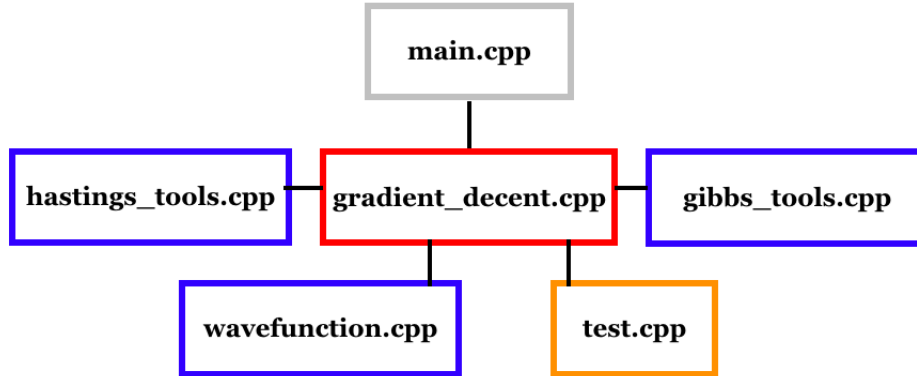 main.cpp
hastings_tools.cpp
gradient_decent.cpp
gibbs_tools.cpp
wavefunction.cpp
test.cpp